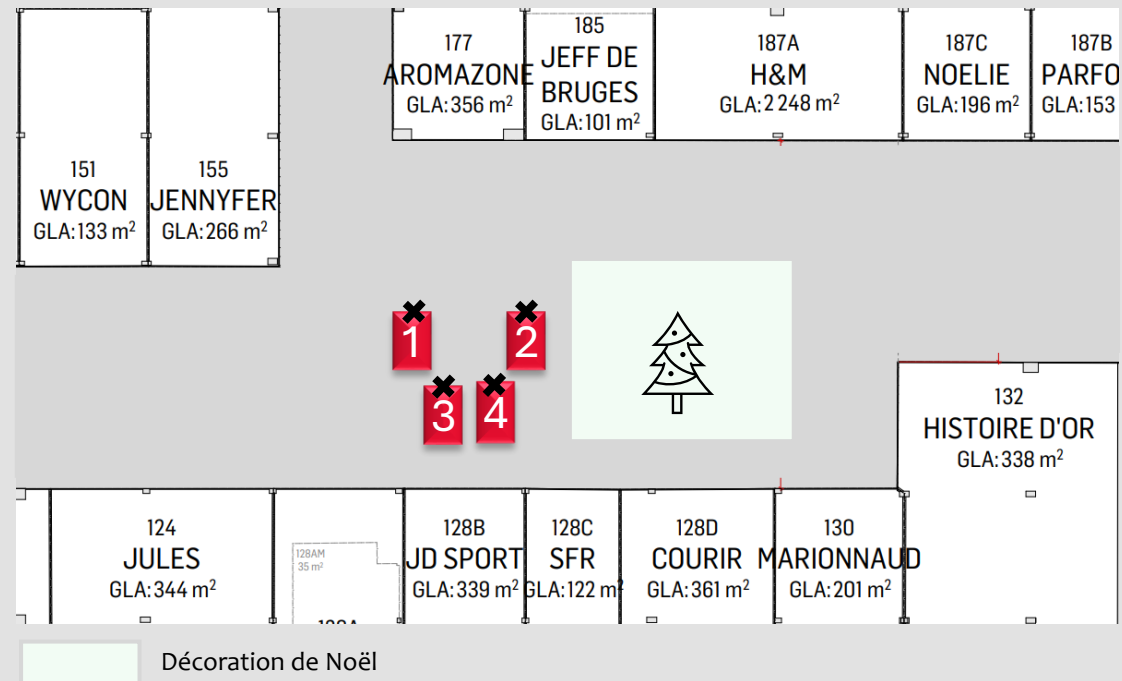 177
AROMAZONE
GLA:356 m²
185
JEFF DE
BRUGES
GLA:101 m²
187A
H&M
GLA:2 248 m²
187C
NOELIE
GLA:196 m²
187B
PARFO
GLA:153
151
WYCON
GLA:133 m²
155
JENNYFER
GLA:266 m²
1
2
3
4
132
HISTOIRE D'OR
GLA:338 m²
124
JULES
GLA:344 m²
128AM
35 m²
128B
JD SPORT
GLA:339 m²
128C
SFR
GLA:122 m²
128D
COURIR
GLA:361 m²
130
MARIONNAUD
GLA:201 m²
Décoration de Noël